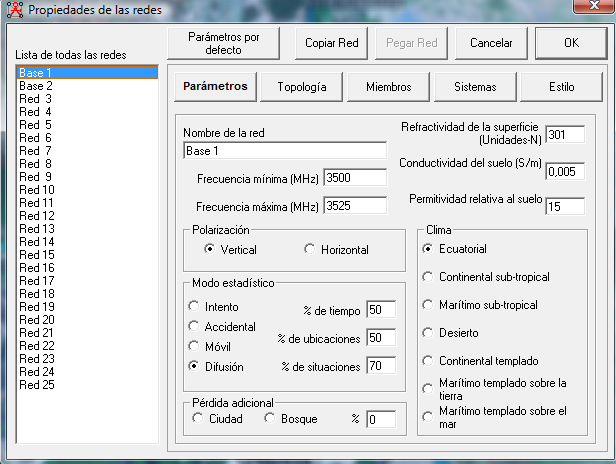 Propiedades de las redes
Lista de todas las redes
Parámetros por
defecto
Copiar Red
Pegar Red
Cancelar
OK
Base 1
Base 2
Red  3
Red  4
Red  5
Red  6
Red  7
Red  8
Red  9
Red 10
Red 11
Red 12
Red 13
Red 14
Red 15
Red 16
Red 17
Red 18
Red 19
Red 20
Red 21
Red 22
Red 23
Red 24
Red 25
Parámetros
Topología
Miembros
Sistemas
Estilo
Nombre de la red
Base 1
Frecuencia mínima (MHz) 3500
Frecuencia máxima (MHz) 3525
Refractividad de la superficie
(Unidades-N) 301
Conductividad del suelo (S/m)
0,005
Permitividad relativa al suelo 15
Polarización
Vertical
Horizontal
Modo estadístico
Intento
Accidental
Móvil
Difusión
% de tiempo 50
% de ubicaciones 50
% de situaciones 70
Pérdida adicional
Ciudad
Bosque
% 0
Clima
Ecuatorial
Continental sub-tropical
Marítimo sub-tropical
Desierto
Continental templado
Marítimo templado sobre la
tierra
Marítimo templado sobre el
mar